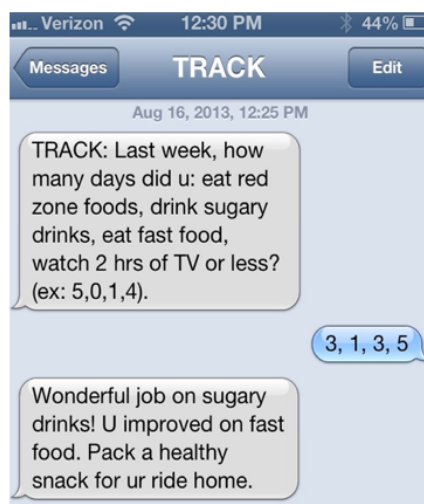 Verizon 12:30 PM 44%
Messages TRACK Edit
Aug 16, 2013, 12:25 PM
TRACK: Last week, how
many days did u: eat red
zone foods, drink sugary
drinks, eat fast food,
watch 2 hrs of TV or less?
(ex: 5,0,1,4).
3, 1, 3, 5
Wonderful job on sugary
drinks! U improved on fast
food. Pack a healthy
snack for ur ride home.